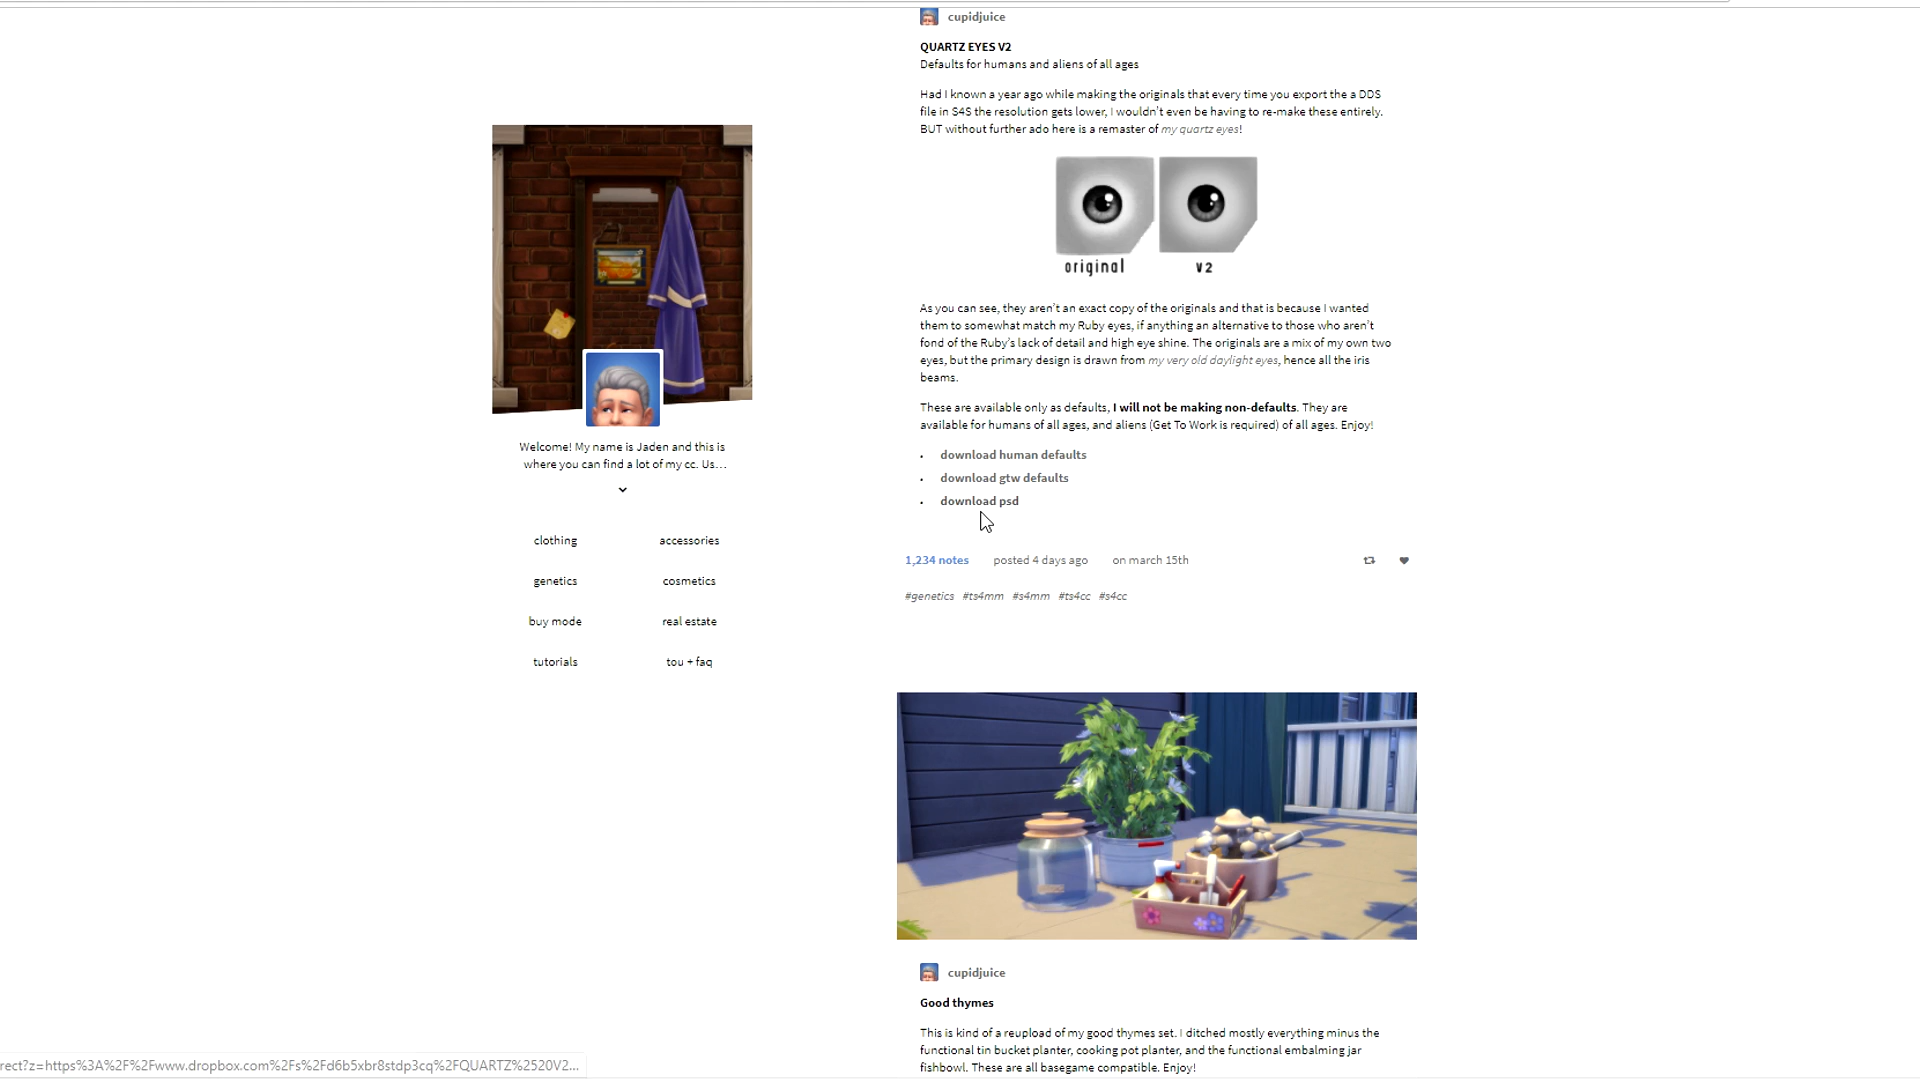 cupidjuice
QUARTZ EYES V2
Defaults for humans and aliens of all ages
Had I known a year ago while making the originals that every time you export the a DDS
file in S4S the resolution gets lower, I wouldn't even be having to re-make these entirely.
BUT without further ado here is a remaster of my quartz eyes!
original v2
As you can see, they aren't an exact copy of the originals and that is because I wanted
them to somewhat match my Ruby eyes, if anything an alternative to those who aren't
fond of the Ruby's lack of detail and high eye shine. The originals are a mix of my own two
eyes, but the primary design is drawn from my very old daylight eyes, hence all the iris
beams.
These are available only as defaults, I will not be making non-defaults. They are
available for humans of all ages, and aliens (Get To Work is required) of all ages. Enjoy!
• download human defaults
• download gtw defaults
• download psd
1,234 notes posted 4 days ago on march 15th
#genetics #ts4mm #s4mm #ts4cc #s4cc
Welcome! My name is Jaden and this is
where you can find a lot of my cc. Us...
clothing accessories
genetics cosmetics
buy mode real estate
tutorials tou + faq
cupidjuice
Good thymes
This is kind of a reupload of my good thymes set. I ditched mostly everything minus the
functional tin bucket planter, cooking pot planter, and the functional embalming jar
fishbowl. These are all basegame compatible. Enjoy!
rect?z=https%3A%2F%2Fwww.dropbox.com%2Fs%2Fd6b5xbr8stdp3cq%2FQUARTZ%2520V2...